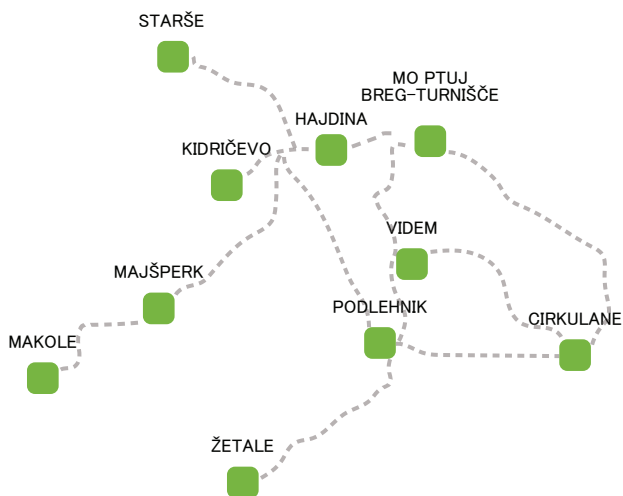 STARŠE
MO PTUJ
BREG-TURNIŠČE
HAJDINA
KIDRIČEVO
VIDEM
MAJŠPERK
PODLEHNIK
CIRKULANE
MAKOLE
ŽETALE